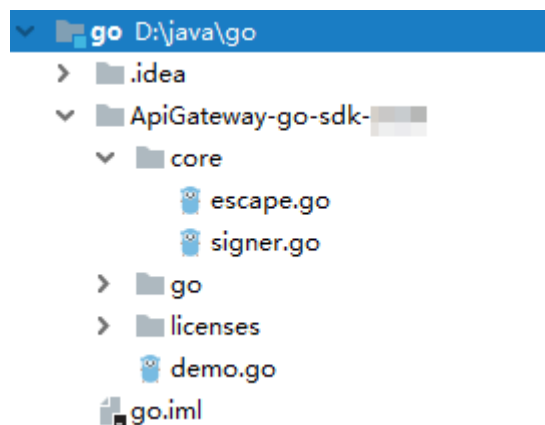 go D:\java\go
.idea
ApiGateway-go-sdk-
core
escape.go
signer.go
go
licenses
demo.go
go.iml